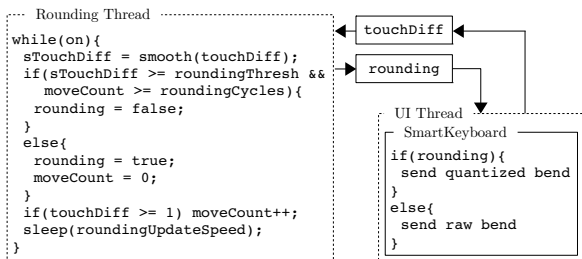 Rounding Thread
while(on){
sTouchDiff = smooth(touchDiff);
if(sTouchDiff >= roundingThresh &&
moveCount >= roundingCycles){
rounding = false;
}
else{
rounding = true;
moveCount = 0;
}
if(touchDiff >= 1) moveCount++;
sleep(roundingUpdateSpeed);
}
touchDiff
rounding
UI Thread
SmartKeyboard
if(rounding){
send quantized bend
}
else{
send raw bend
}